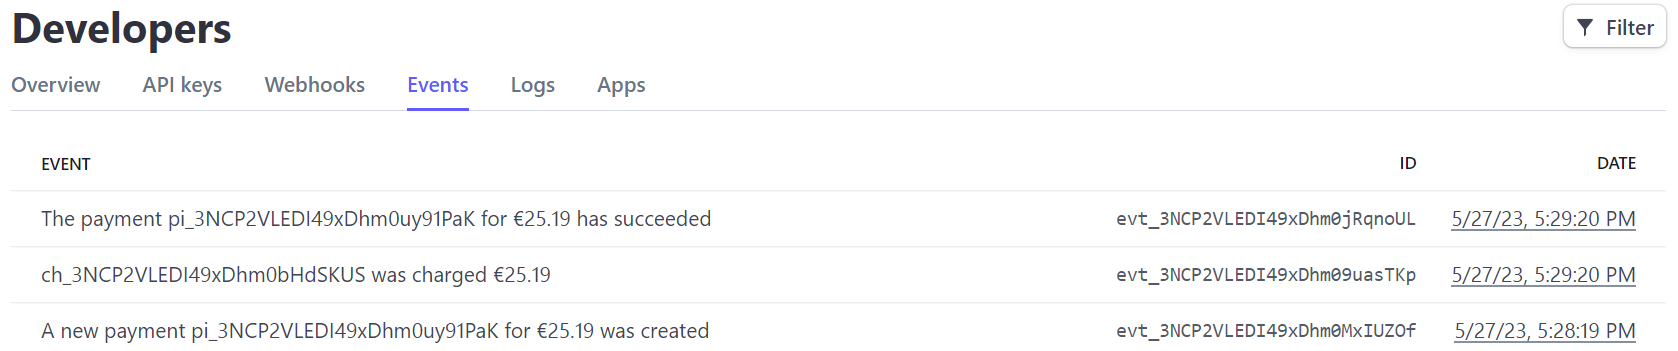 Developers
Filter
Overview API keys Webhooks Events Logs Apps
EVENT ID DATE
The payment pi_3NCP2VLEDI49xDhm0uy91PaK for €25.19 has succeeded evt_3NCP2VLEDI49xDhm0jRqnoUL 5/27/23, 5:29:20 PM
ch_3NCP2VLEDI49xDhm0bHdSKUS was charged €25.19 evt_3NCP2VLEDI49xDhm09uasTKp 5/27/23, 5:29:20 PM
A new payment pi_3NCP2VLEDI49xDhm0uy91PaK for €25.19 was created evt_3NCP2VLEDI49xDhm0MxIUZOf 5/27/23, 5:28:19 PM